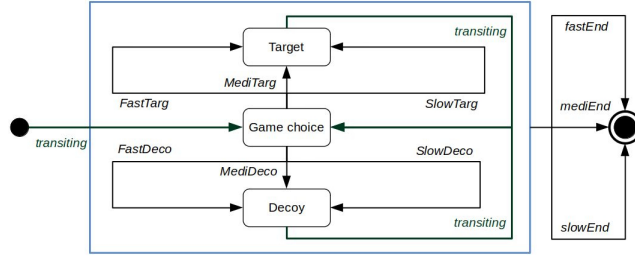 transiting
fastEnd
Target
MediTarg
FastTarg
SlowTarg
mediEnd
Game choice
transiting
FastDeco
SlowDeco
MediDeco
Decoy
transiting
slowEnd